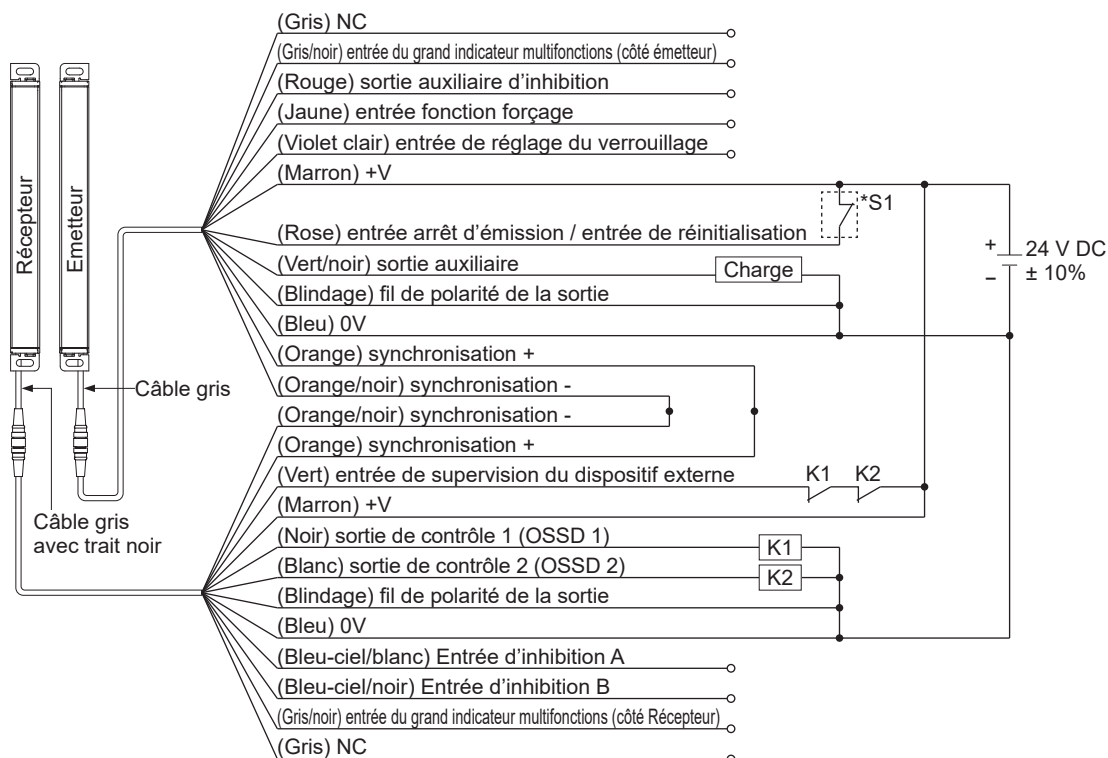 (Gris) NC
(Gris/noir) entrée du grand indicateur multifonctions (côté émetteur)
(Rouge) sortie auxiliaire d’inhibition
(Jaune) entrée fonction forçage
(Violet clair) entrée de réglage du verrouillage
(Marron) +V
*S1
(Rose) entrée arrêt d’émission / entrée de réinitialisation
(Vert/noir) sortie auxiliaire
Charge
(Blindage) fil de polarité de la sortie
(Bleu) 0V
+
24 V DC
−
± 10%
Récepteur
Emetteur
(Orange) synchronisation +
Câble gris
(Orange/noir) synchronisation -
(Orange/noir) synchronisation -
(Orange) synchronisation +
(Vert) entrée de supervision du dispositif externe
K1
K2
(Marron) +V
Câble gris
avec trait noir
(Noir) sortie de contrôle 1 (OSSD 1)
K1
(Blanc) sortie de contrôle 2 (OSSD 2)
K2
(Blindage) fil de polarité de la sortie
(Bleu) 0V
(Bleu-ciel/blanc) Entrée d’inhibition A
(Bleu-ciel/noir) Entrée d’inhibition B
(Gris/noir) entrée du grand indicateur multifonctions (côté Récepteur)
(Gris) NC